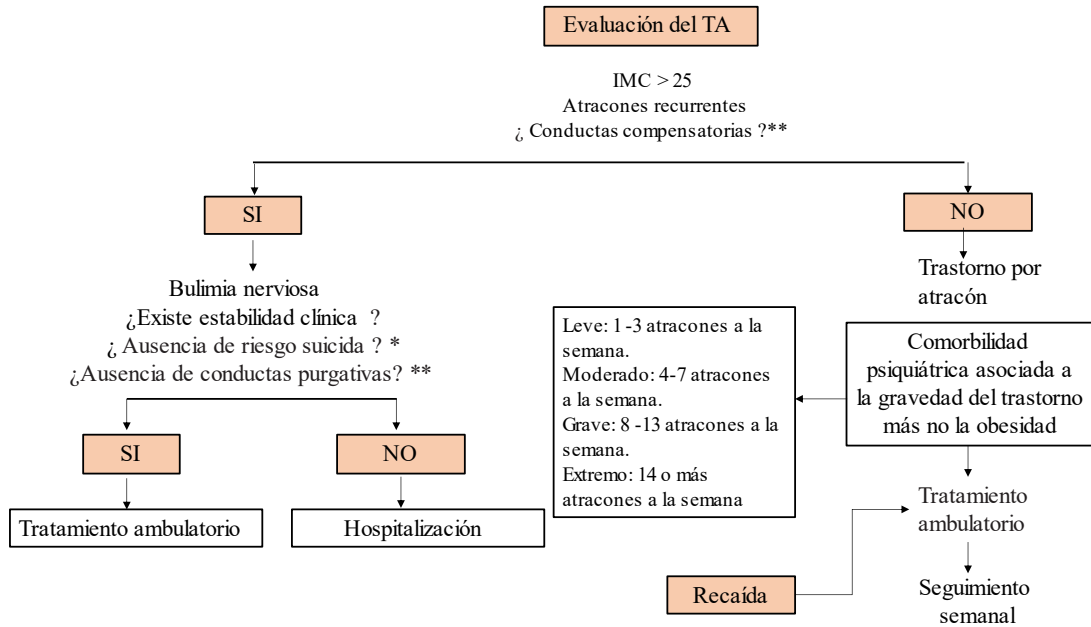 Evaluación del TA
IMC > 25
Atracones recurrentes
¿ Conductas compensatorias ?**
SI
NO
Bulimia nerviosa
¿Existe estabilidad clínica ?
¿ Ausencia de riesgo suicida ? *
¿Ausencia de conductas purgativas? **
SI
NO
Tratamiento ambulatorio
Hospitalización
Trastorno por
atracón
Leve: 1 -3 atracones a la
semana.
Moderado: 4-7 atracones
a la semana.
Grave: 8 -13 atracones a la
semana.
Extremo: 14 o más
atracones a la semana
Comorbilidad
psiquiátrica asociada a
la gravedad del trastorno
más no la obesidad
Tratamiento
ambulatorio
Recaída
Seguimiento
semanal